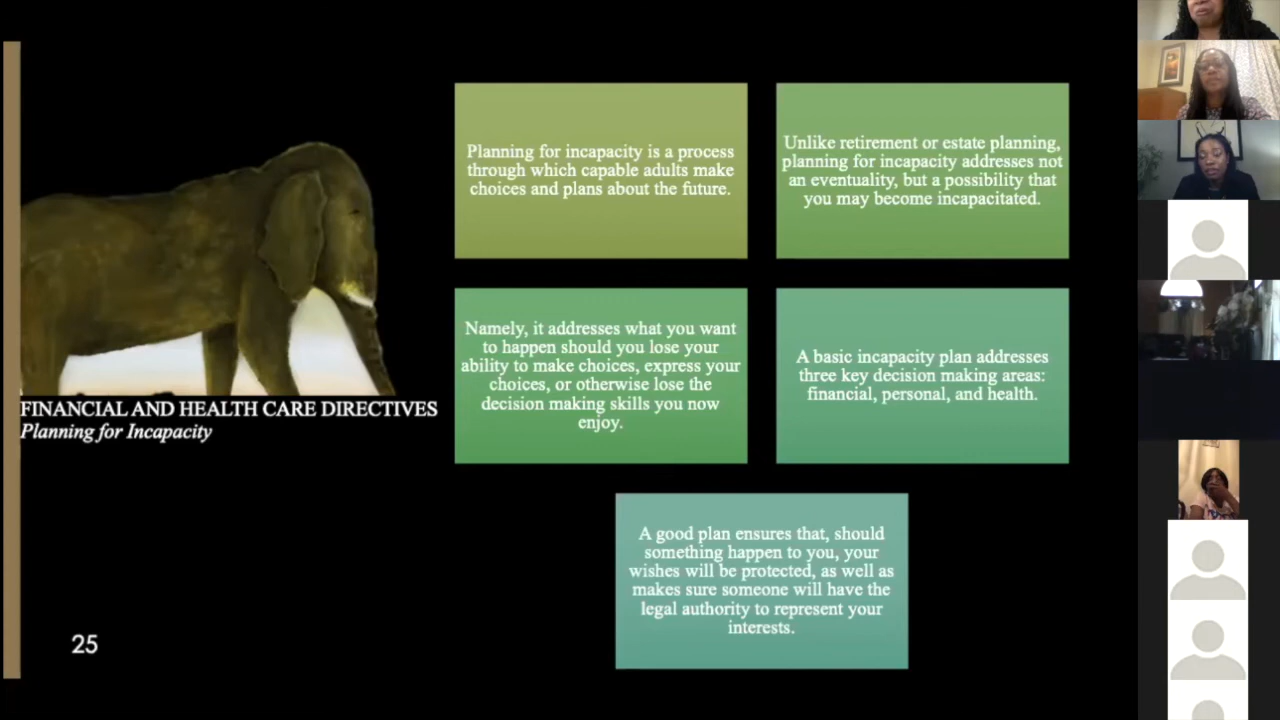 FINANCIAL AND HEALTH CARE DIRECTIVES
Planning for Incapacity
Planning for incapacity is a process
through which capable adults make
choices and plans about the future.
Unlike retirement or estate planning,
planning for incapacity addresses not
an eventuality, but a possibility that
you may become incapacitated.
Namely, it addresses what you want
to happen should you lose your
ability to make choices, express your
choices, or otherwise lose the
decision making skills you now
enjoy.
A basic incapacity plan addresses
three key decision making areas:
financial, personal, and health.
A good plan ensures that, should
something happen to you, your
wishes will be protected, as well as
makes sure someone will have the
legal authority to represent your
interests.
25